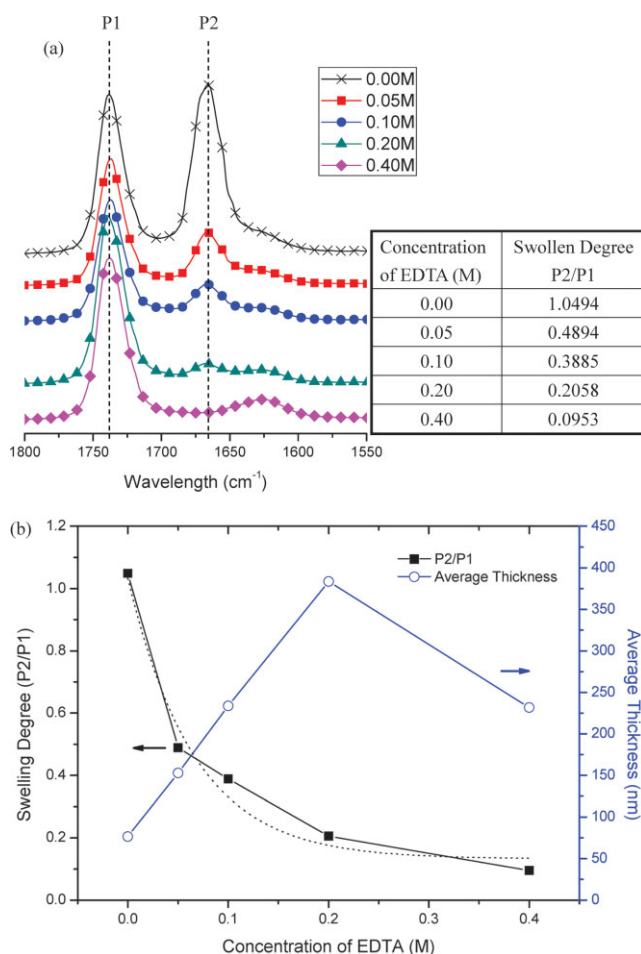 P1 P2
(a)
0.00M
0.05M
0.10M
0.20M
0.40M
Concentration of EDTA (M) Swollen Degree P2/P1
0.00 1.0494
0.05 0.4894
0.10 0.3885
0.20 0.2058
0.40 0.0953
1800 1750 1700 1650 1600 1550
Wavelength (cm⁻¹)
(b)
P2/P1
Average Thickness
1.2
1.0
0.8
0.6
0.4
0.2
0.0
Swelling Degree (P2/P1)
450
400
350
300
250
200
150
100
50
0
Average Thickness (nm)
0.0 0.1 0.2 0.3 0.4
Concentration of EDTA (M)